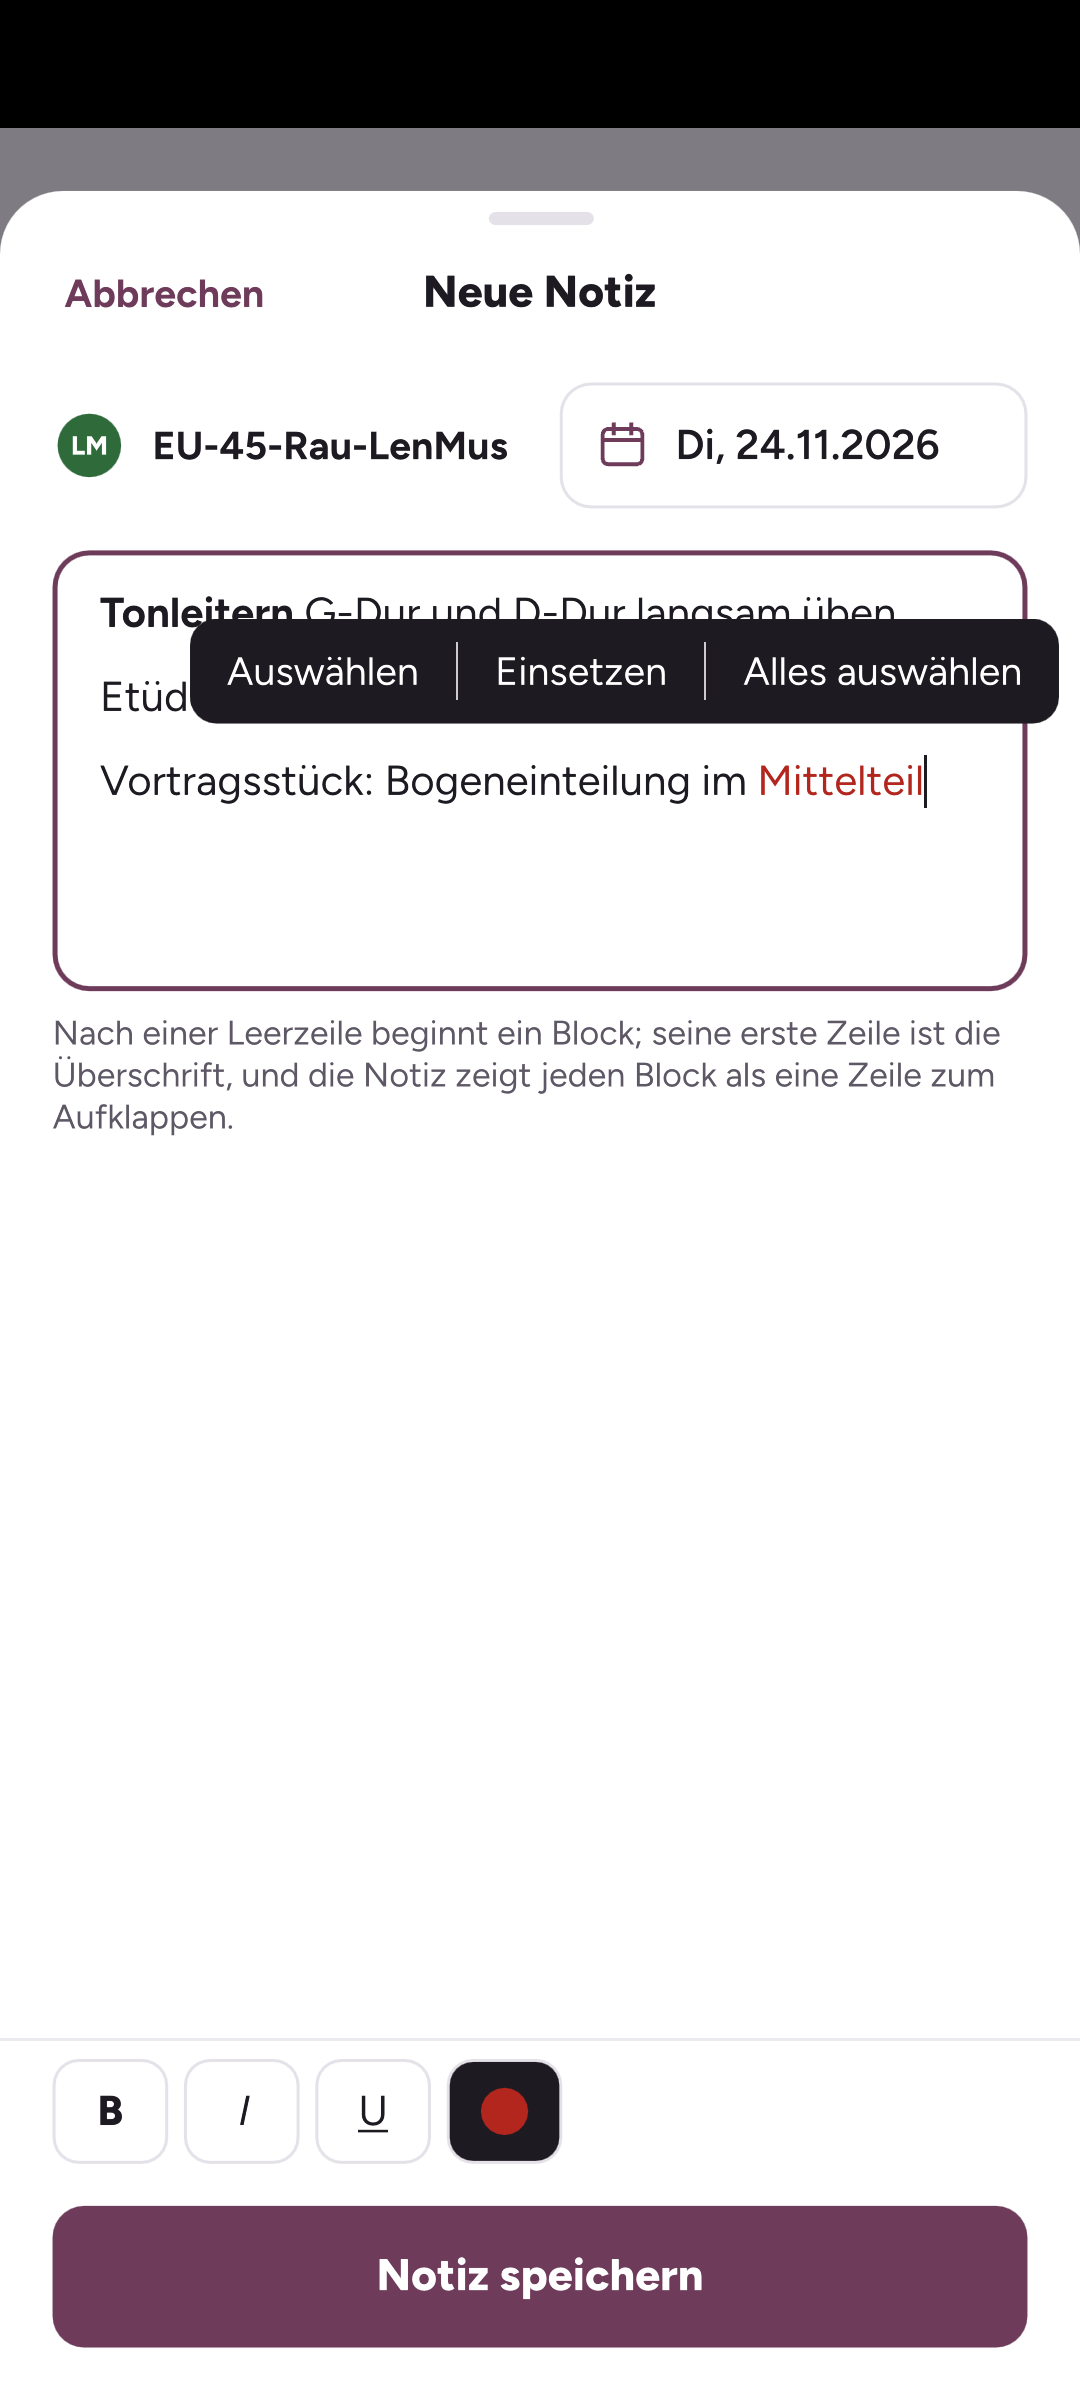 Abbrechen
Neue Notiz
LM
EU-45-Rau-LenMus
Di, 24.11.2026
Tonleitern G-Dur und D-Dur langsam üben
Auswählen
Einsetzen
Alles auswählen
Vortragsstück: Bogeneinteilung im Mittelteil
Nach einer Leerzeile beginnt ein Block; seine erste Zeile ist die
Überschrift, und die Notiz zeigt jeden Block als eine Zeile zum
Aufklappen.
B
I
U
Notiz speichern